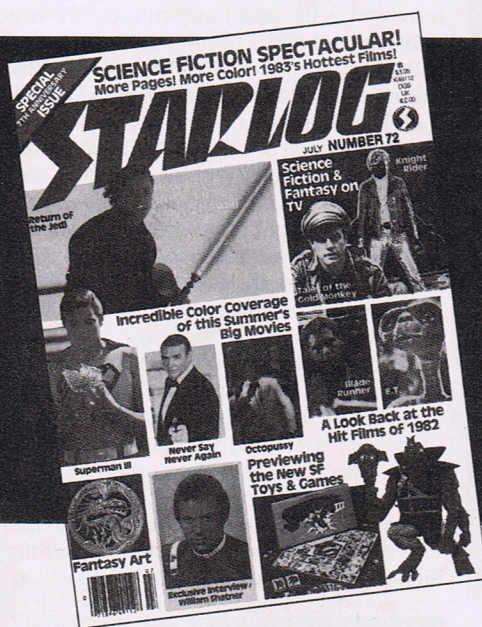 SPECIAL
7TH ANNIVERSARY
ISSUE
SCIENCE FICTION SPECTACULAR!
More Pages! More Color! 1983's Hottest Films!
STARLOG
JULY NUMBER 72
Return of
the Jedi
Science
Fiction &
Fantasy on
TV
Knight
Rider
Tales of the
Gold Monkey
Incredible Color Coverage
of this Summer's
Big Movies
Superman III
Never Say
Never Again
Octopussy
Blade
Runner
E.T.
A Look Back at the
Hit Films of 1982
Fantasy Art
Exclusive Interview:
William Shatner
Previewing
the New SF
Toys & Games